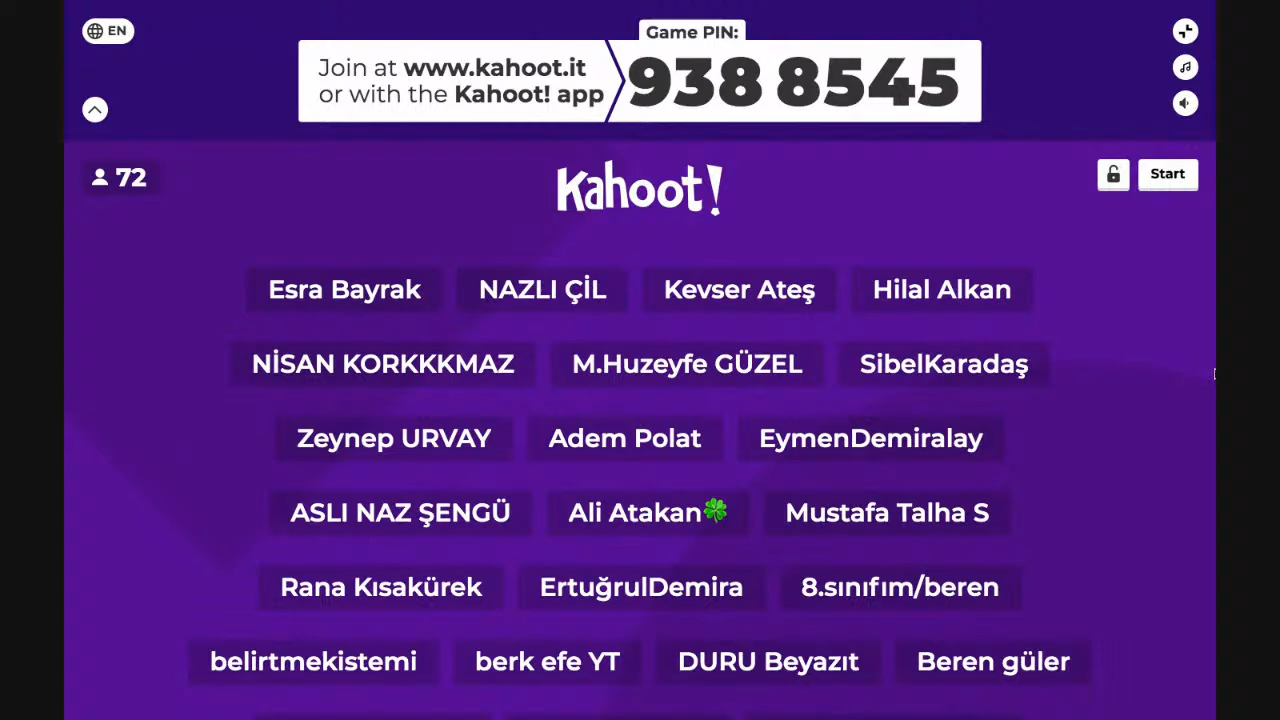 EN
Game PIN:
Join at www.kahoot.it
or with the Kahoot! app
938 8545
72
Kahoot!
Start
Esra Bayrak
NAZLI ÇİL
Kevser Ateş
Hilal Alkan
NİSAN KORKKKMAZ
M.Huzeyfe GÜZEL
SibelKaradaş
Zeynep URVAY
Adem Polat
EymenDemiralay
ASLI NAZ ŞENGÜ
Ali Atakan🍀
Mustafa Talha S
Rana Kısakürek
ErtuğrulDemira
8.sınıfım/beren
belirtmekistemi
berk efe YT
DURU Beyazıt
Beren güler